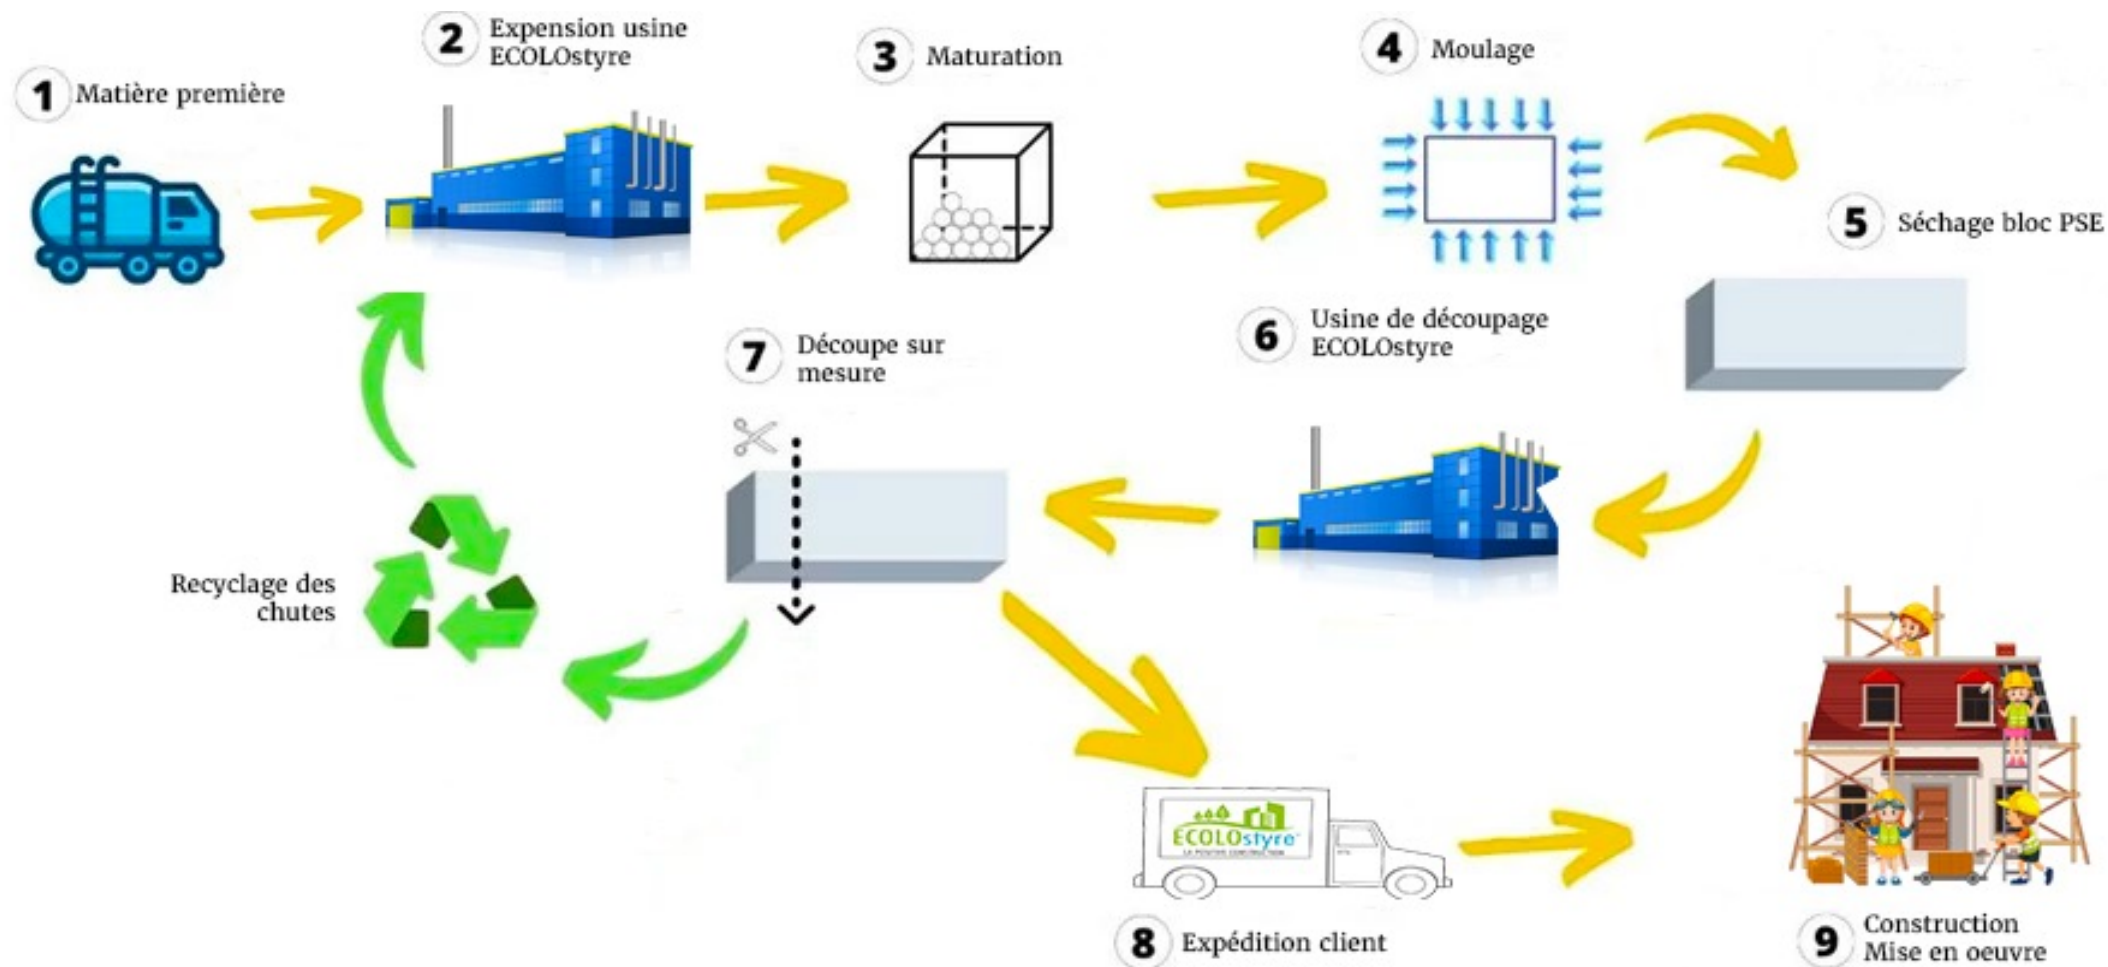 1 Matière première
2 Expension usine
ECOLOstyre
3 Maturation
4 Moulage
5 Séchage bloc PSE
6 Usine de découpage
ECOLOstyre
7 Découpe sur
mesure
Recyclage des
chutes
ECOLOstyre
8 Expédition client
9 Construction
Mise en oeuvre